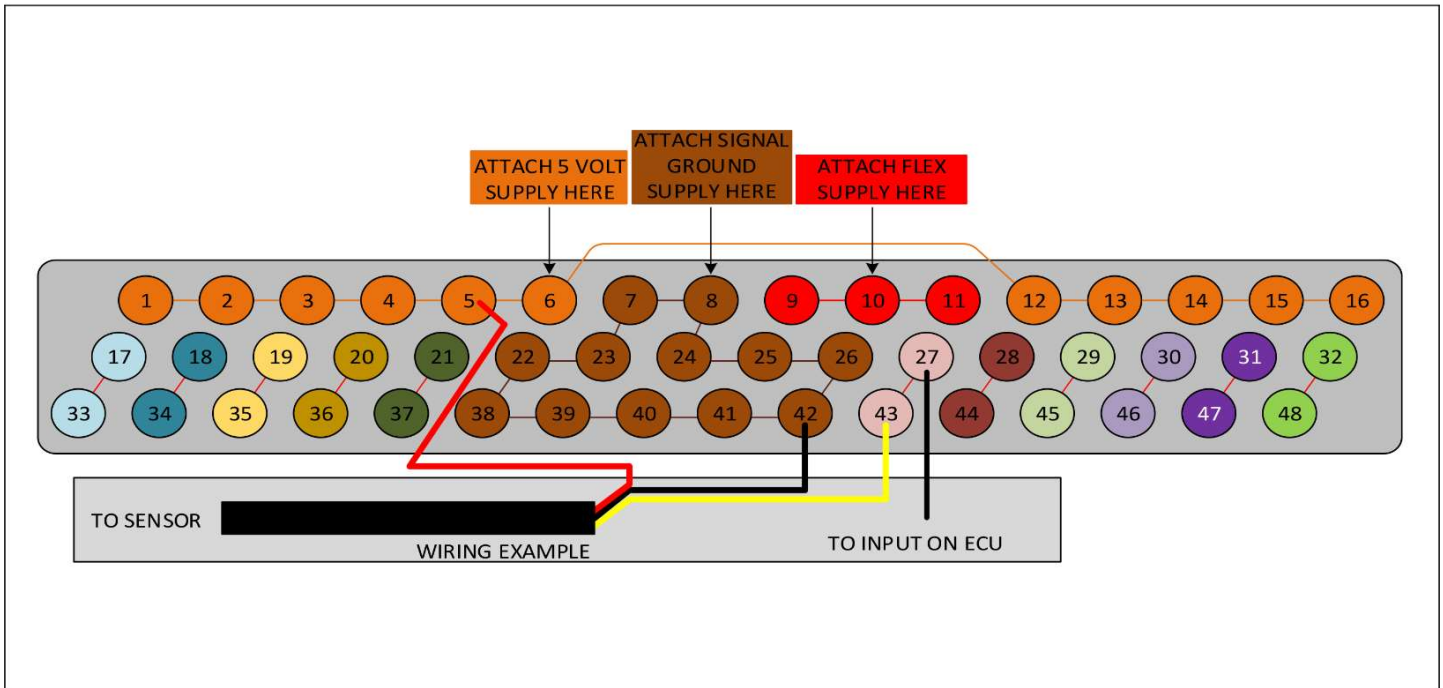 ATTACH 5 VOLT
SUPPLY HERE
ATTACH SIGNAL
GROUND
SUPPLY HERE
ATTACH FLEX
SUPPLY HERE
1 2 3 4 5 6 7 8 9 10 11 12 13 14 15 16
17 18 19 20 21 22 23 24 25 26 27 28 29 30 31 32
33 34 35 36 37 38 39 40 41 42 43 44 45 46 47 48
TO SENSOR
WIRING EXAMPLE
TO INPUT ON ECU